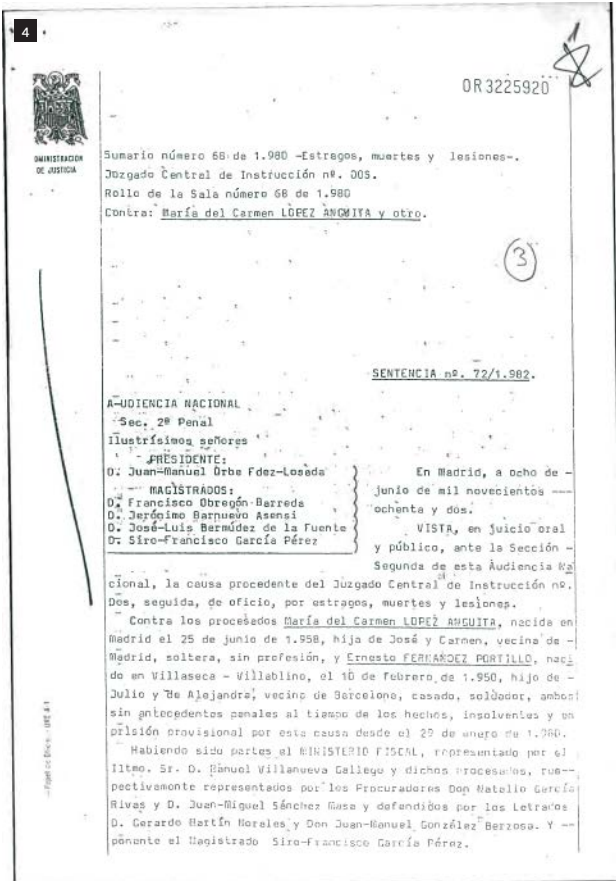 4
1
OR3225920
DMINISTRACION
DE JUSTICIA
Sumario número 68 de 1.980 -Estragos, muertes y lesiones-.
Juzgado Central de Instrucción nº. DOS.
Rollo de la Sala número 68 de 1.980
Contra: María del Carmen LOPEZ ANGUITA y otro.
3
SENTENCIA nº. 72/1.982.
A-UDIENCIA NACIONAL
Sec. 2ª Penal
Ilustrísimos señores
PRESIDENTE:
D. Juan-Manuel Orbe Fdez-Losada
MAGISTRADOS:
D. Francisco Obregón Barreda
D. Jerónimo Barnuevo Asensi
D. José-Luis Bermúdez de la Fuente
D. Siro-Francisco García Pérez
En Madrid, a ocho de -
junio de mil novecientos ---
ochenta y dos.
VISTA, en juicio oral
y público, ante la Sección -
Segunda de esta Audiencia Na
cional, la causa procedente del Juzgado Central de Instrucción nº.
Dos, seguida, de oficio, por estragos, muertes y lesiones.
Contra los procesados María del Carmen LOPEZ ANGUITA, nacida en
Madrid el 25 de junio de 1.958, hija de José y Carmen, vecina de -
Madrid, soltera, sin profesión, y Ernesto FERNANDEZ PORTILLO, naci
do en Villaseca - Villablino, el 10 de febrero de 1.950, hijo de -
Julio y de Alejandra, vecino de Barcelona, casado, soldador, ambos
sin antecedentes penales al tiempo de los hechos, insolventes y en
prisión provisional por esta causa desde el 29 de enero de 1.980.
Habiendo sido partes el MINISTERIO FISCAL, representado por el
Iltmo. Sr. D. Manuel Villanueva Gallego y dichos procesados, res--
pectivamente representados por los Procuradores Don Natalio García
Rivas y D. Juan-Miguel Sánchez Masa y defendidos por los Letrados
D. Gerardo Martín Morales y Don Juan-Manuel González Berzosa. Y --
ponente el Magistrado Siro-Francisco García Pérez.